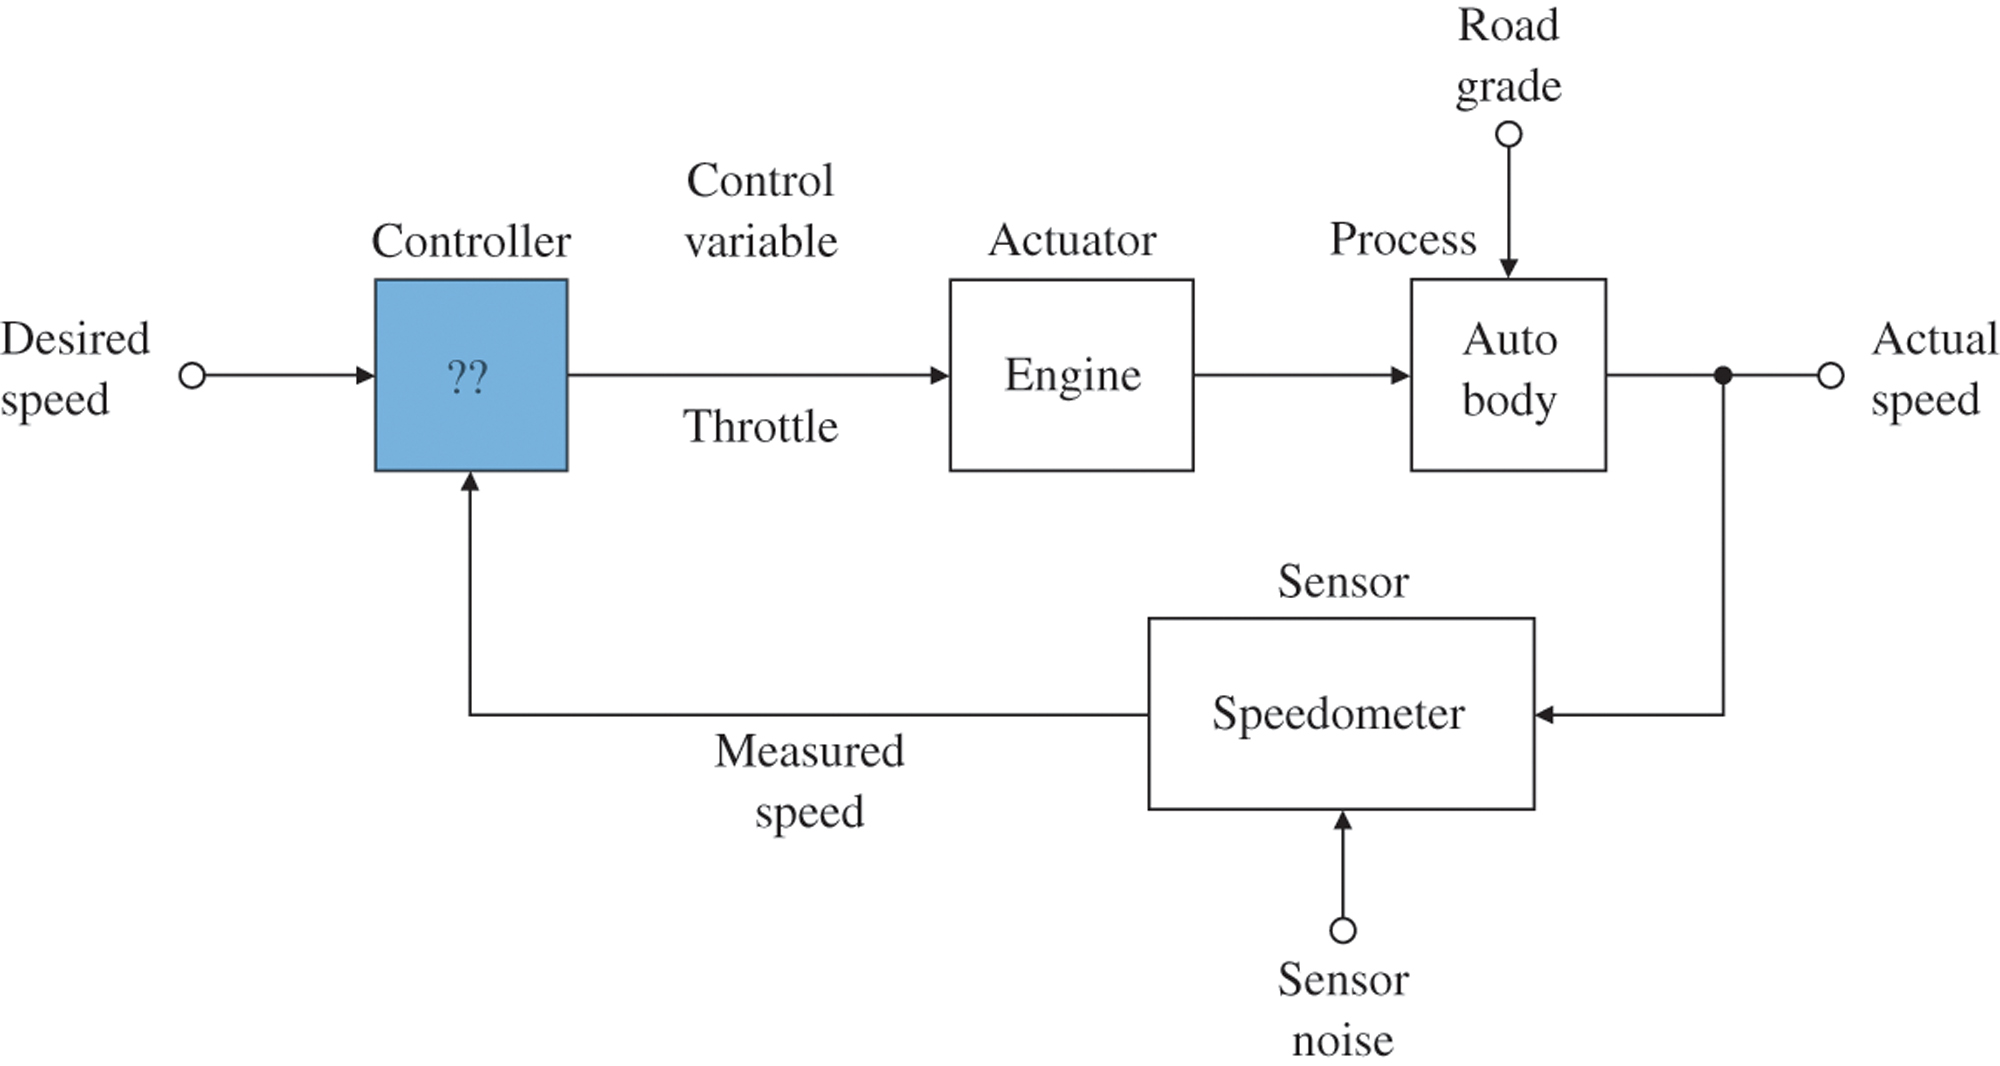 Road
grade
Control
variable
Controller
Actuator
Process
Desired
speed
??
Throttle
Engine
Auto
body
Actual
speed
Sensor
Speedometer
Measured
speed
Sensor
noise